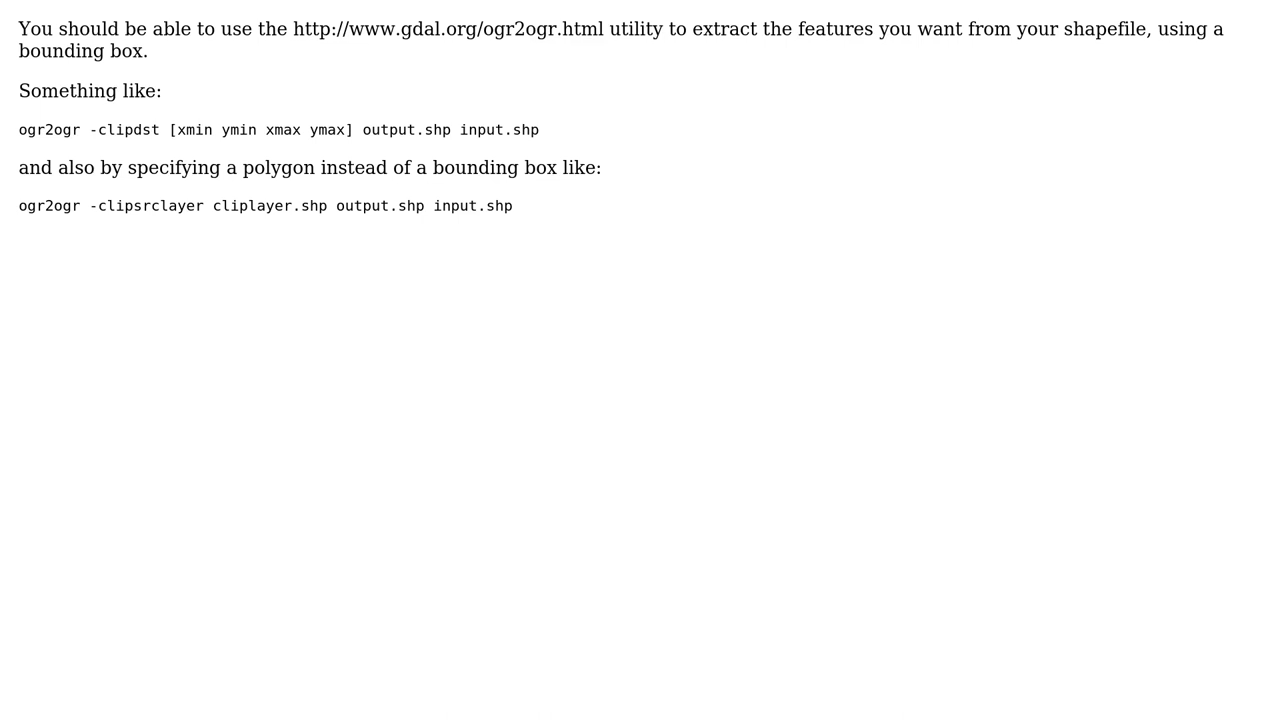 You should be able to use the http://www.gdal.org/ogr2ogr.html utility to extract the features you want from your shapefile, using a
bounding box.
Something like:
ogr2ogr -clipdst [xmin ymin xmax ymax] output.shp input.shp
and also by specifying a polygon instead of a bounding box like:
ogr2ogr -clipsrclayer cliplayer.shp output.shp input.shp